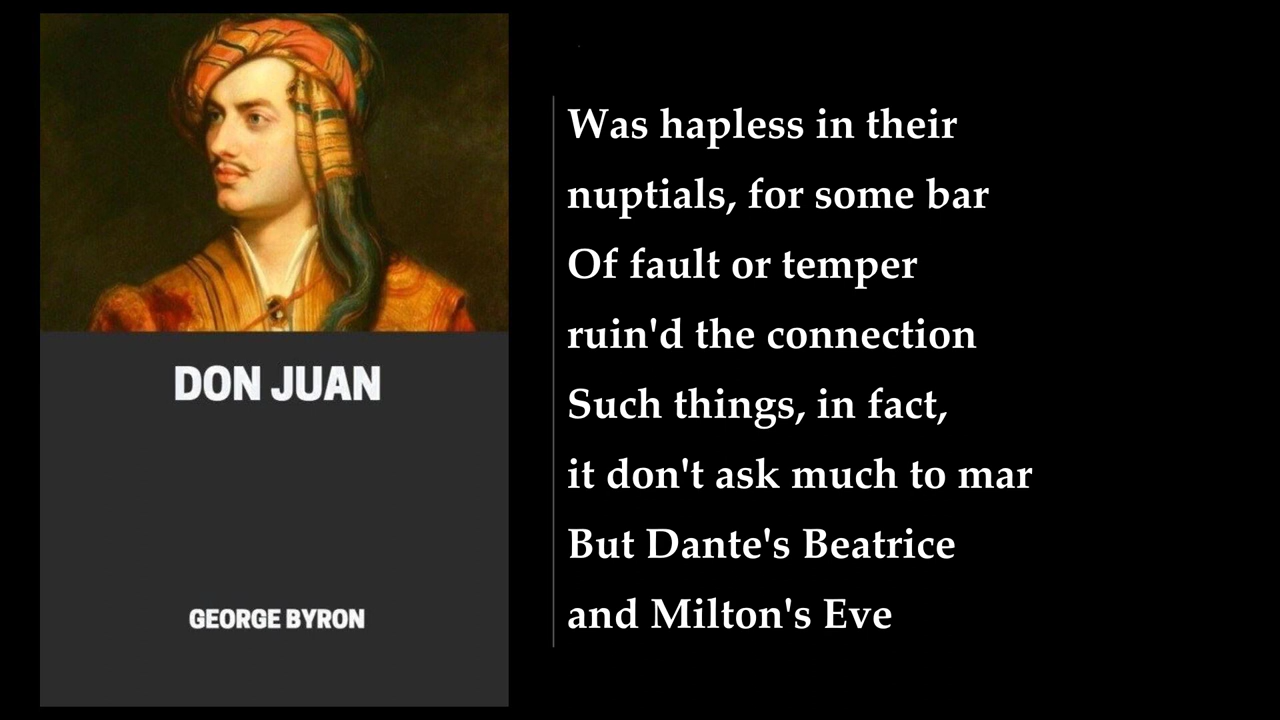 DON JUAN
GEORGE BYRON
Was hapless in their
nuptials, for some bar
Of fault or temper
ruin'd the connection
Such things, in fact,
it don't ask much to mar
But Dante's Beatrice
and Milton's Eve